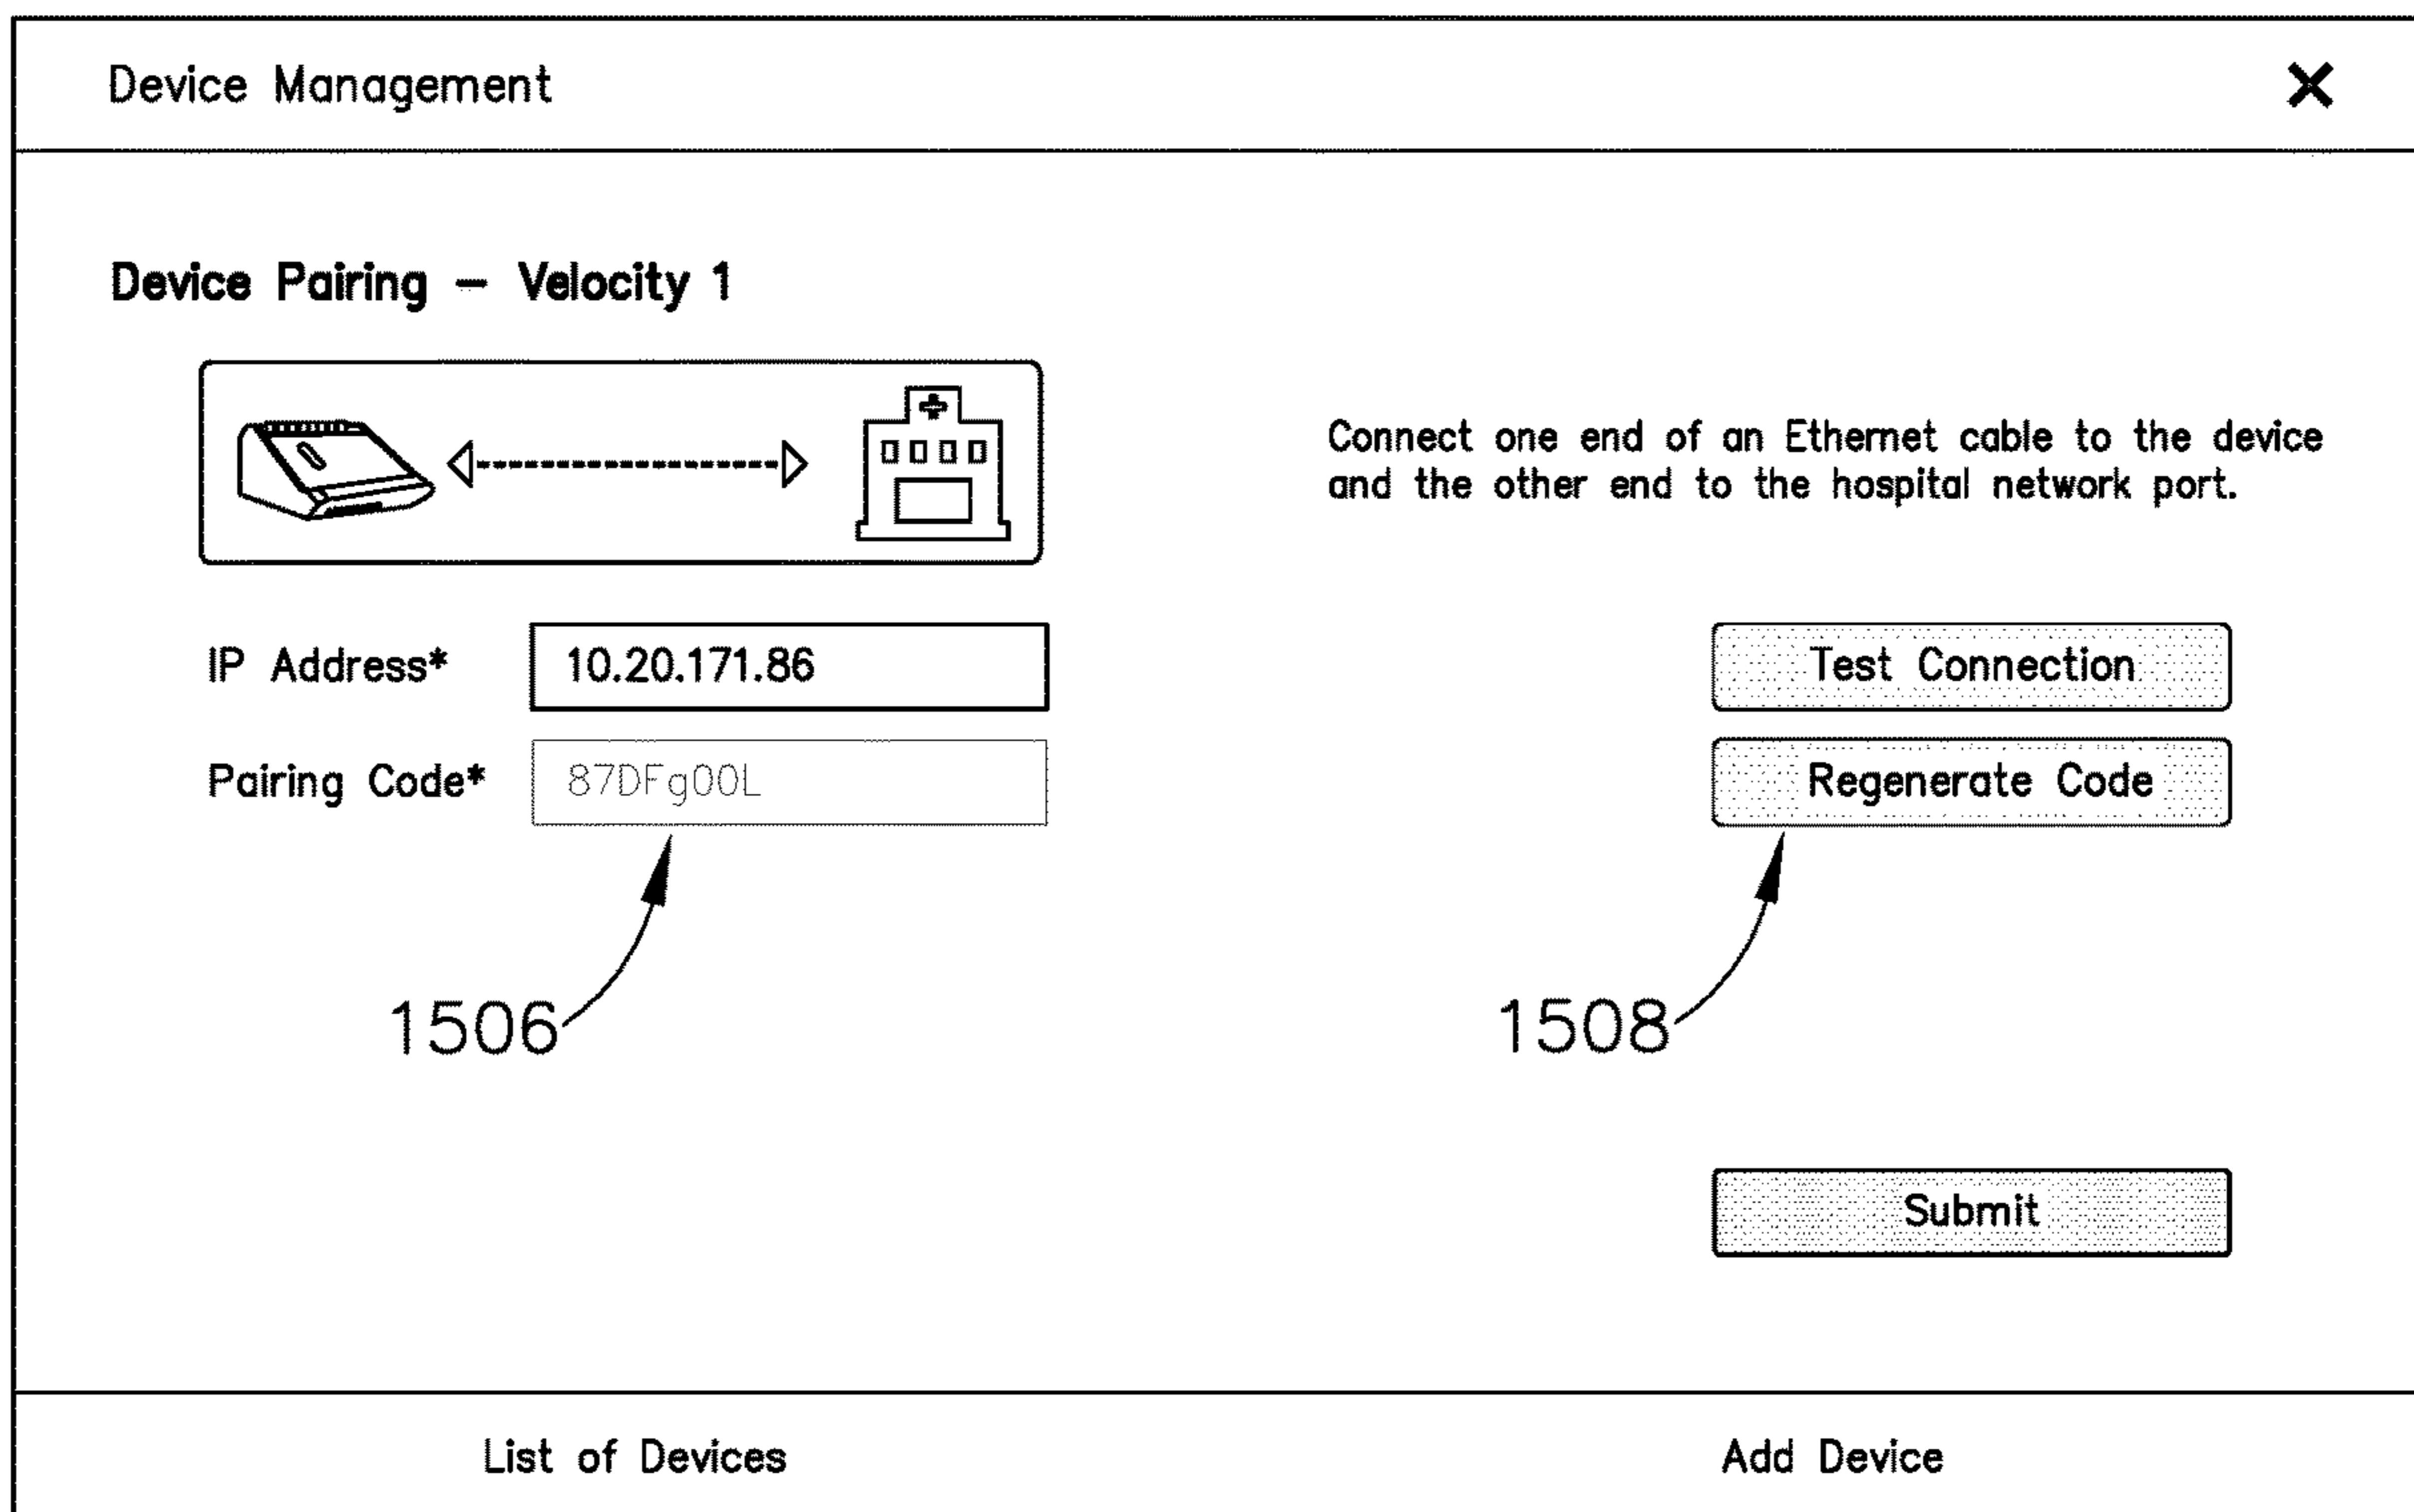 Device Management
Device Pairing – Velocity 1
Connect one end of an Ethernet cable to the device
and the other end to the hospital network port.
IP Address* 10.20.171.86 Test Connection
Pairing Code* 87DFg00L Regenerate Code
1506 1508
Submit
List of Devices Add Device